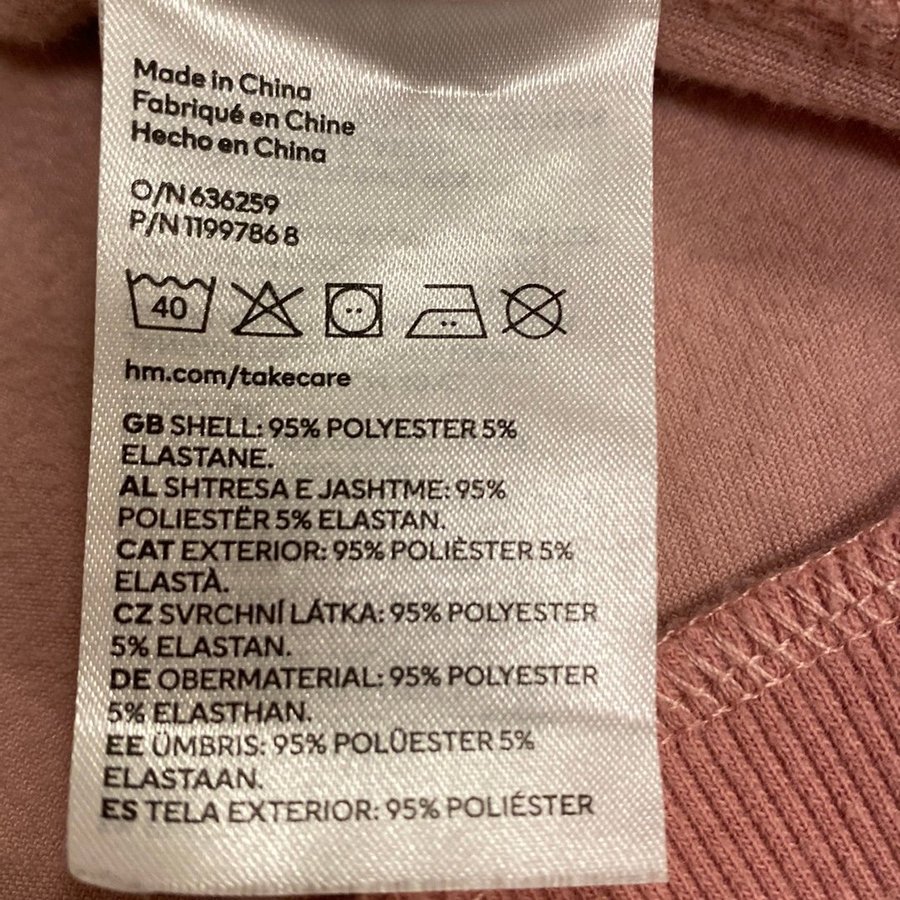 Made in China
Fabriqué en Chine
Hecho en China
O/N 636259
P/N 11997868
40
hm.com/takecare
GB SHELL: 95% POLYESTER 5%
ELASTANE.
AL SHTRESA E JASHTME: 95%
POLIESTËR 5% ELASTAN.
CAT EXTERIOR: 95% POLIÈSTER 5%
ELASTÀ.
CZ SVRCHNÍ LÁTKA: 95% POLYESTER
5% ELASTAN.
DE OBERMATERIAL: 95% POLYESTER
5% ELASTHAN.
EE ÜMBRIS: 95% POLÜESTER 5%
ELASTAAN.
ES TELA EXTERIOR: 95% POLIÉSTER